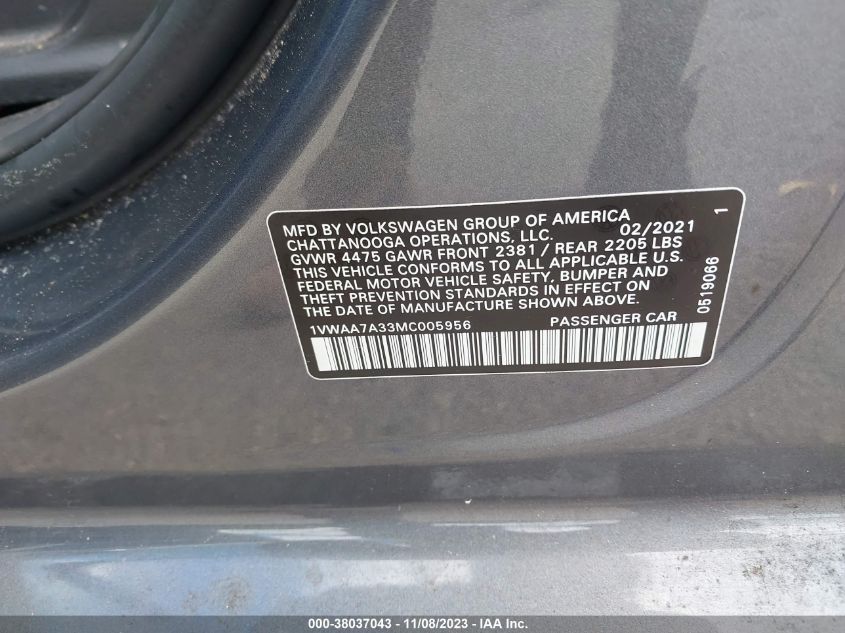 MFD BY VOLKSWAGEN GROUP OF AMERICA
CHATTANOOGA OPERATIONS, LLC. 02/2021 1
GVWR 4475 GAWR FRONT 2381 / REAR 2205 LBS
THIS VEHICLE CONFORMS TO ALL APPLICABLE U.S.
FEDERAL MOTOR VEHICLE SAFETY, BUMPER AND
THEFT PREVENTION STANDARDS IN EFFECT ON
THE DATE OF MANUFACTURE SHOWN ABOVE.
0519066
1VWAA7A33MC005956 PASSENGER CAR
000-38037043 - 11/08/2023 - IAA Inc.